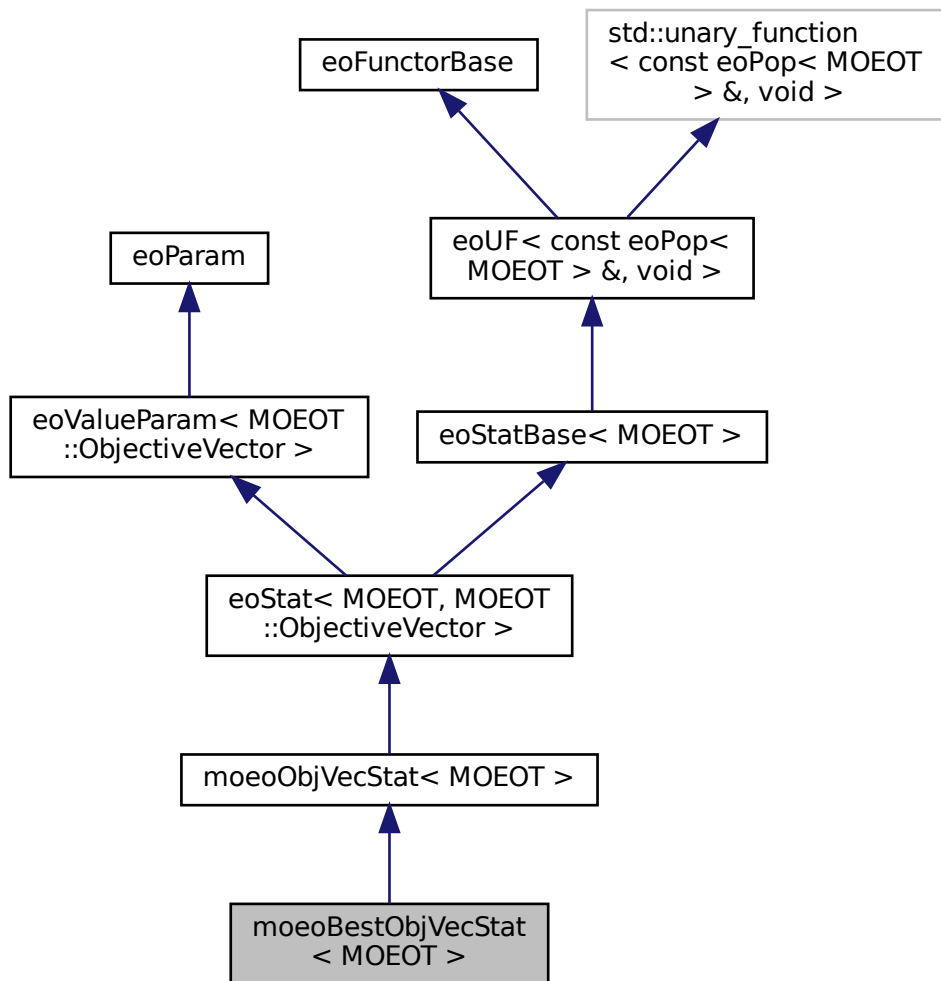 std::unary_function
< const eoPop< MOEOT
> &, void >
eoFunctorBase
eoUF< const eoPop<
MOEOT > &, void >
eoParam
eoValueParam< MOEOT
::ObjectiveVector >
eoStatBase< MOEOT >
eoStat< MOEOT, MOEOT
::ObjectiveVector >
moeoObjVecStat< MOEOT >
moeoBestObjVecStat
< MOEOT >